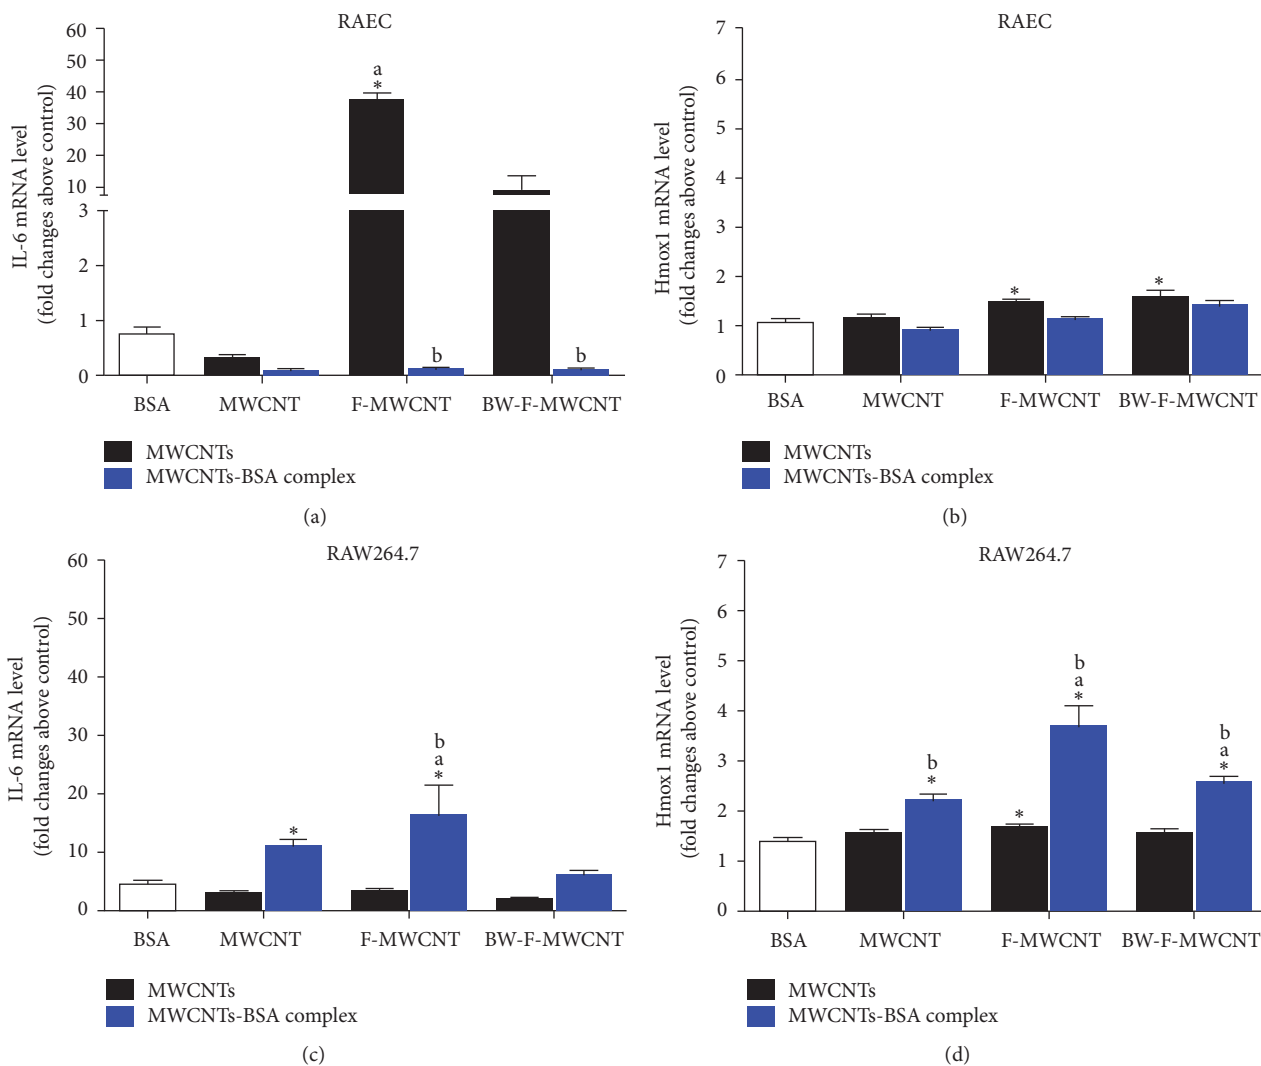 RAEC
IL-6 mRNA level
(fold changes above control)
60
50
40
30
20
10
3
2
1
0
a
*
b
b
BSA
MWCNT
F-MWCNT
BW-F-MWCNT
MWCNTs
MWCNTs-BSA complex
(a)
RAEC
Hmox1 mRNA level
(fold changes above control)
7
6
5
4
3
2
1
0
*
*
BSA
MWCNT
F-MWCNT
BW-F-MWCNT
MWCNTs
MWCNTs-BSA complex
(b)
RAW264.7
IL-6 mRNA level
(fold changes above control)
60
50
40
30
20
10
0
*
b
a
*
BSA
MWCNT
F-MWCNT
BW-F-MWCNT
MWCNTs
MWCNTs-BSA complex
(c)
RAW264.7
Hmox1 mRNA level
(fold changes above control)
7
6
5
4
3
2
1
0
b
*
*
b
a
*
b
a
*
BSA
MWCNT
F-MWCNT
BW-F-MWCNT
MWCNTs
MWCNTs-BSA complex
(d)